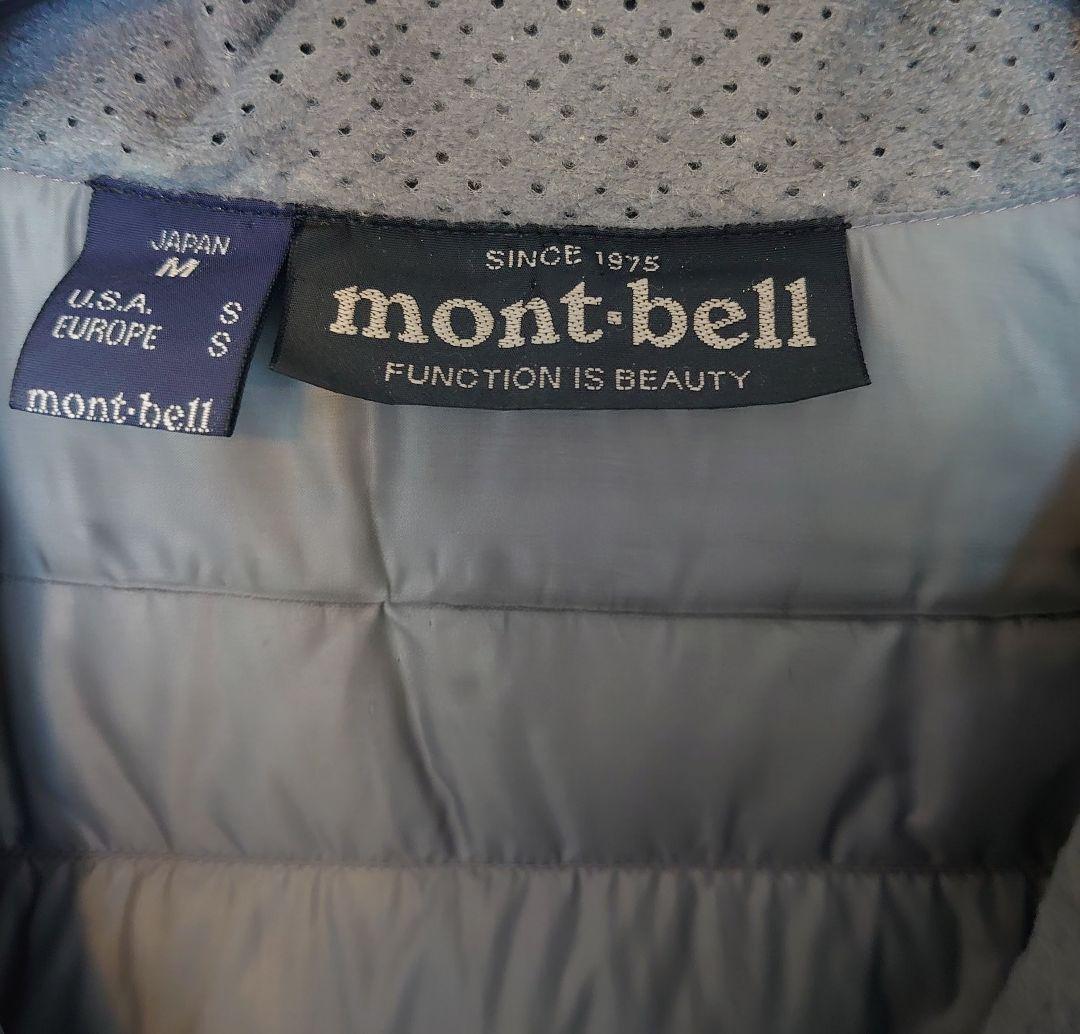 JAPAN
M
U.S.A. S
EUROPE S
mont-bell
SINCE 1975
mont-bell
FUNCTION IS BEAUTY